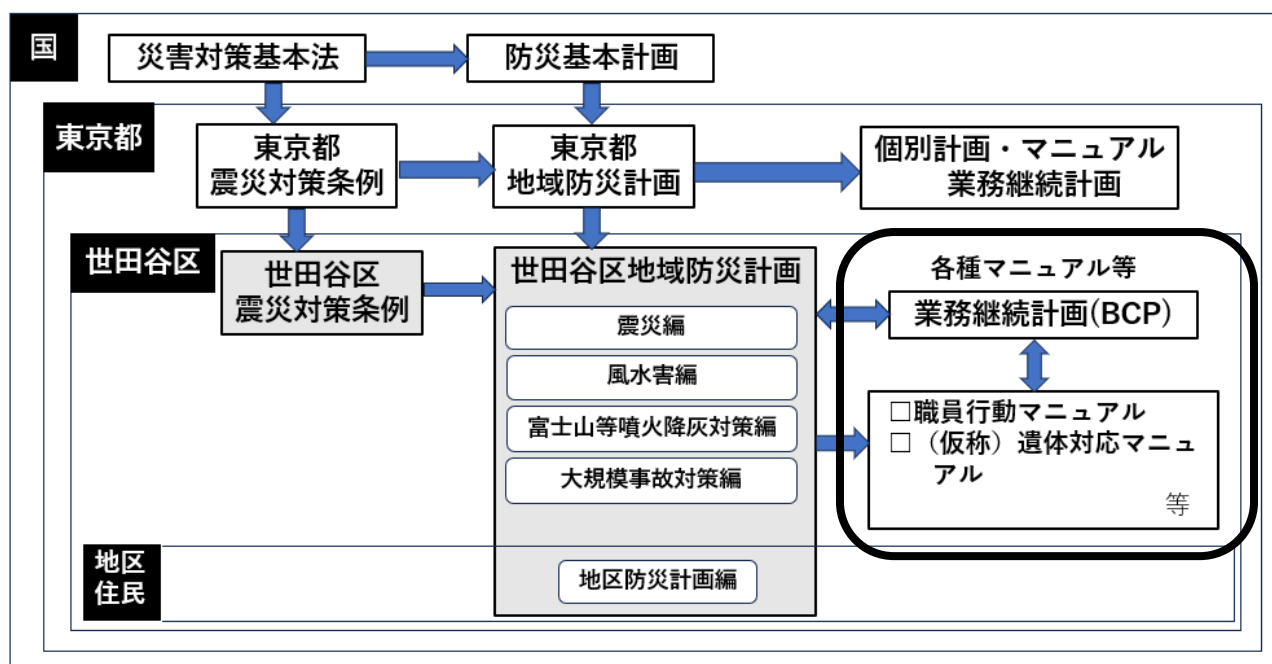 国
災害対策基本法
防災基本計画
東京都
東京都
震災対策条例
東京都
地域防災計画
個別計画・マニュアル
業務継続計画
世田谷区
世田谷区
震災対策条例
世田谷区地域防災計画
震災編
風水害編
富士山等噴火降灰対策編
大規模事故対策編
各種マニュアル等
業務継続計画(BCP)
□職員行動マニュアル
□（仮称）遺体対応マニュ
アル
等
地区
住民
地区防災計画編